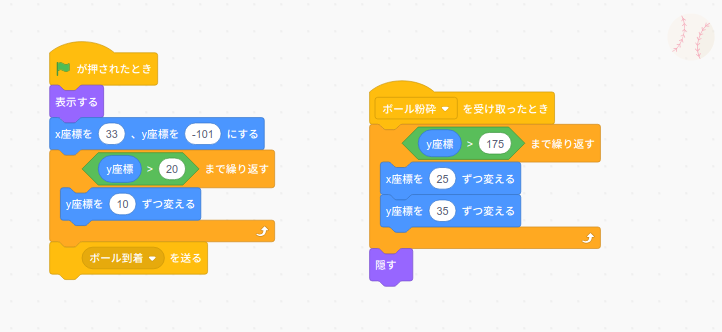 が押されたとき
表示する
x座標を 33 、y座標を -101 にする
y座標 > 20 まで繰り返す
y座標を 10 ずつ変える
ボール到着 を送る
ボール粉砕 を受け取ったとき
y座標 > 175 まで繰り返す
x座標を 25 ずつ変える
y座標を 35 ずつ変える
隠す